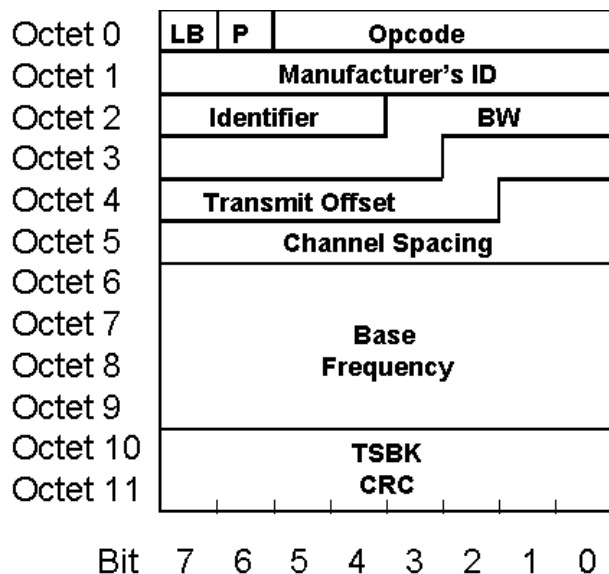 Octet 0 LB P Opcode
Octet 1 Manufacturer's ID
Octet 2 Identifier BW
Octet 3
Octet 4 Transmit Offset
Octet 5 Channel Spacing
Octet 6
Octet 7 Base
Octet 8 Frequency
Octet 9
Octet 10 TSBK
Octet 11 CRC
Bit 7 6 5 4 3 2 1 0